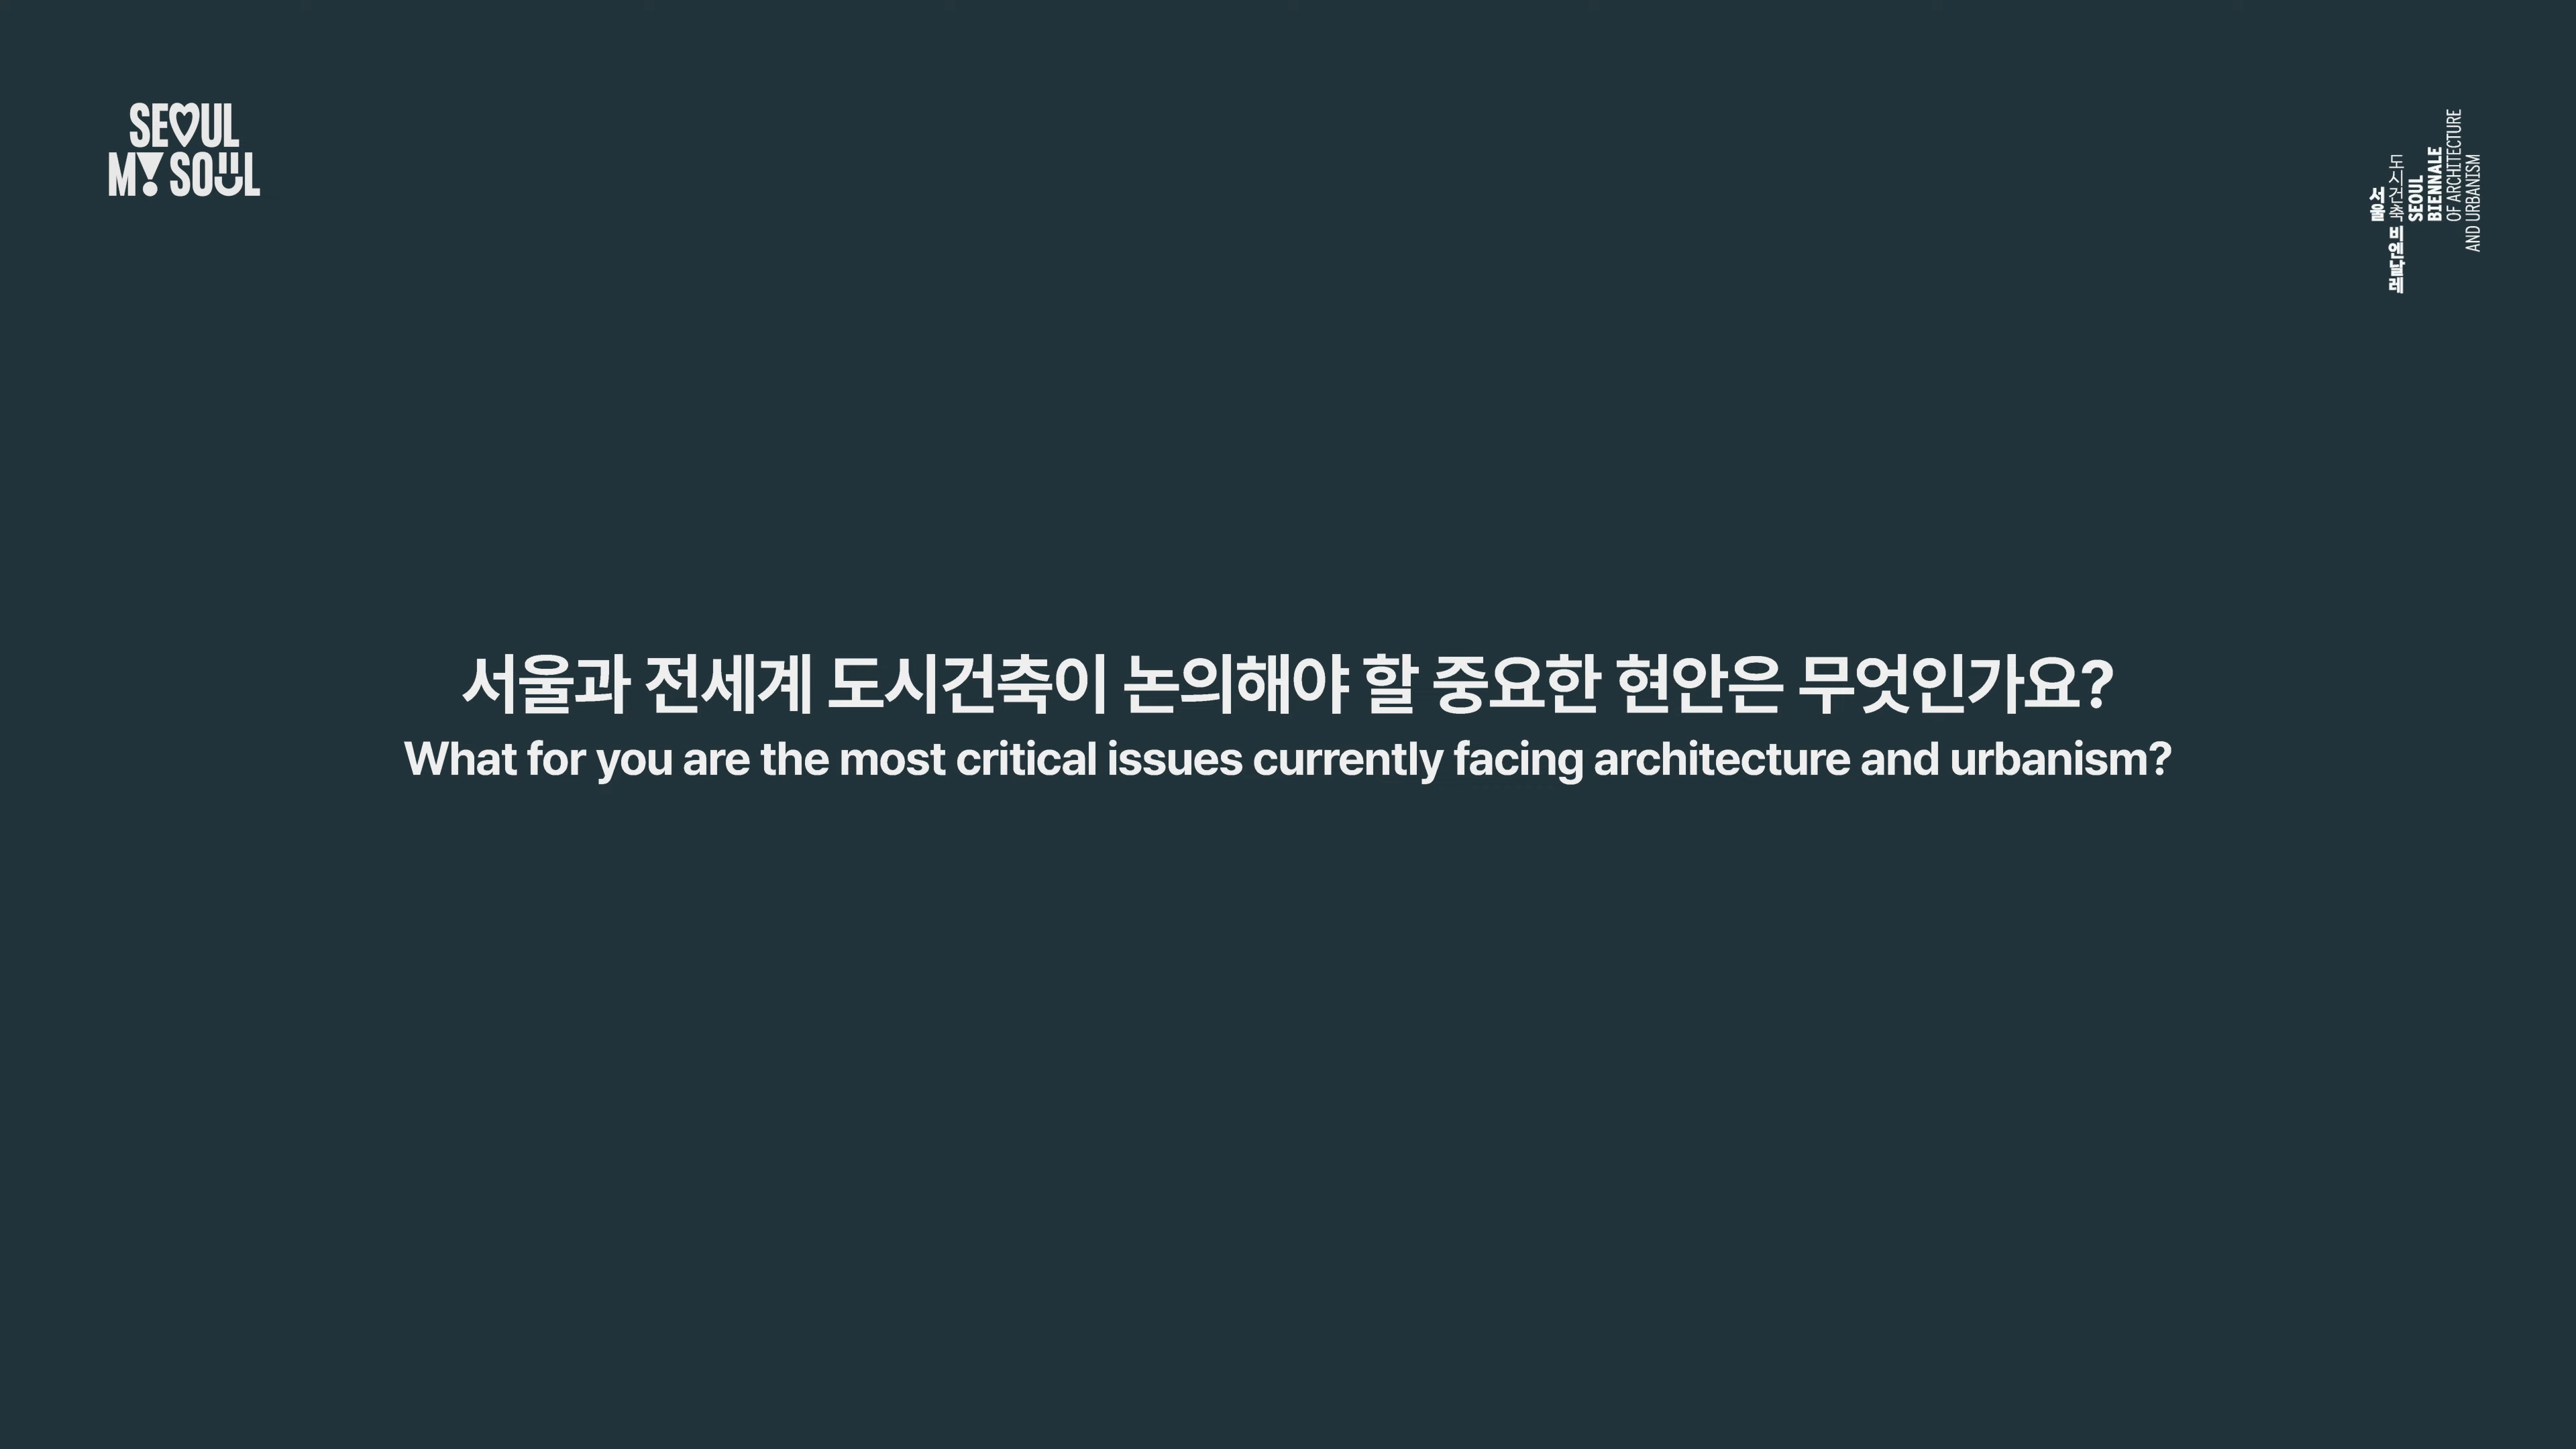 SEOUL
MY SOUL
서울
도시건축 비엔날레
SEOUL
BIENNALE
OF ARCHITECTURE
AND URBANISM
서울과 전세계 도시건축이 논의해야 할 중요한 현안은 무엇인가요?
What for you are the most critical issues currently facing architecture and urbanism?